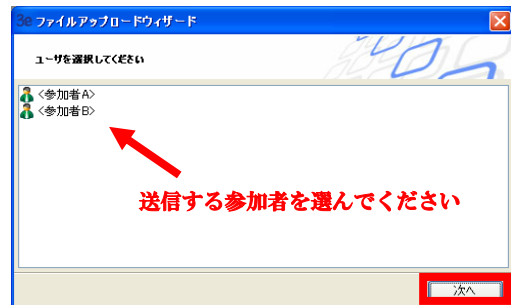 3e ファイルアップロードウィザード
ユーザを選択してください
<参加者A>
<参加者B>
送信する参加者を選んでください
次へ